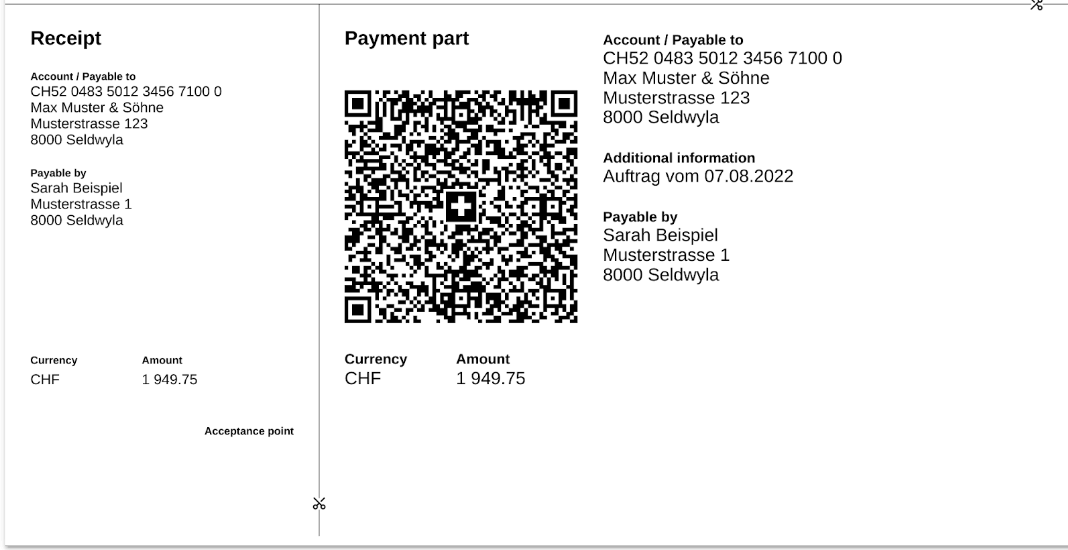 Receipt
Account / Payable to
CH52 0483 5012 3456 7100 0
Max Muster & Söhne
Musterstrasse 123
8000 Seldwyla
Payable by
Sarah Beispiel
Musterstrasse 1
8000 Seldwyla
Currency Amount
CHF 1 949.75
Acceptance point
Payment part
Currency Amount
CHF 1 949.75
Account / Payable to
CH52 0483 5012 3456 7100 0
Max Muster & Söhne
Musterstrasse 123
8000 Seldwyla
Additional information
Auftrag vom 07.08.2022
Payable by
Sarah Beispiel
Musterstrasse 1
8000 Seldwyla